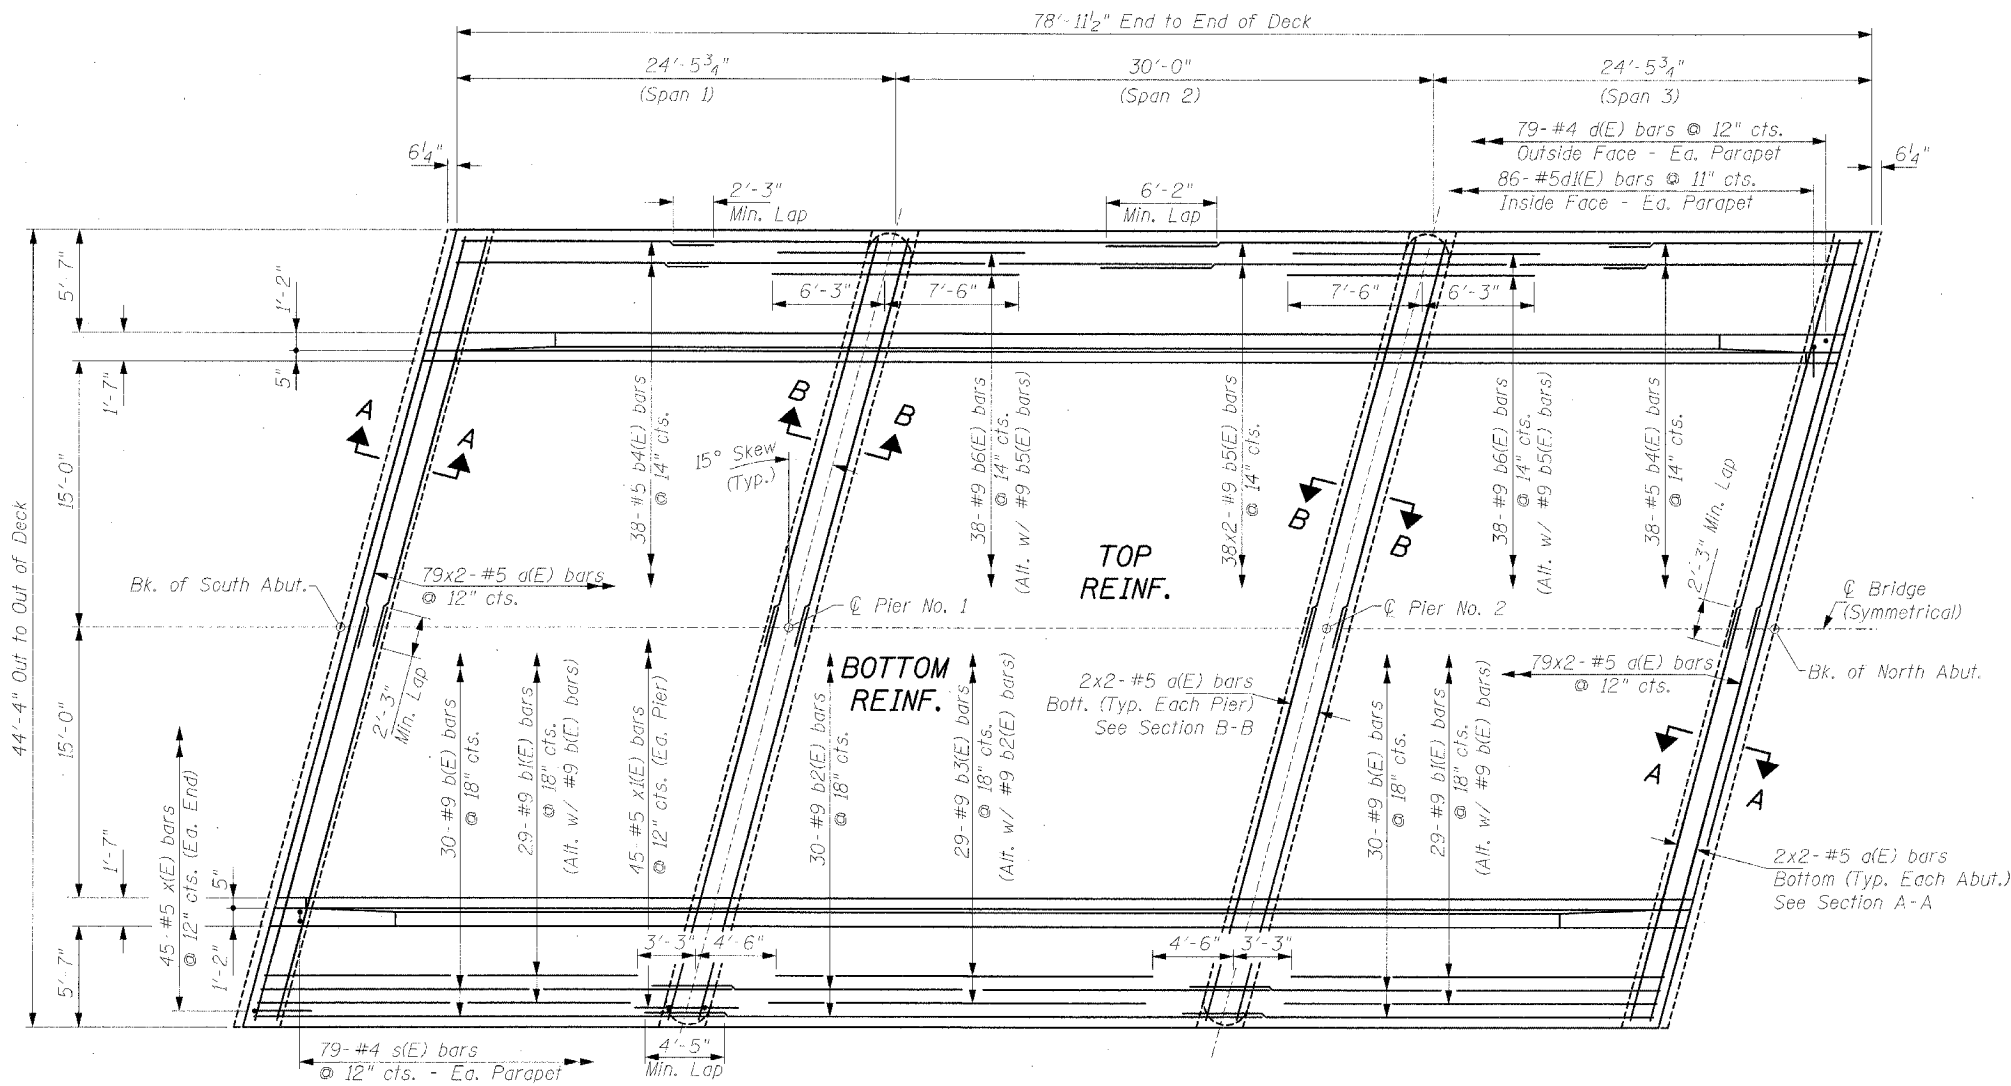 78'-11½" End to End of Deck
24'-5¾"
(Span 1)
30'-0"
(Span 2)
24'-5¾"
(Span 3)
79-#4 d(E) bars @ 12" cts.
Outside Face - Ea. Parapet
86-#5d1(E) bars @ 11" cts.
Inside Face - Ea. Parapet
6¼"
6¼"
2'-3"
Min. Lap
6'-2"
Min. Lap
6'-3"
7'-6"
7'-6"
6'-3"
5'-7"
1'-2"
1'-7"
5"
15'-0"
44'-4" Out to Out of Deck
A
A
B
B
15° Skew
(Typ.)
38-#5 b4(E) bars
@ 14" cts.
38-#9 b6(E) bars
@ 14" cts.
(Alt. w/ #9 b5(E) bars)
38x2-#9 b5(E) bars
@ 14" cts.
B
B
38-#9 b6(E) bars
@ 14" cts.
(Alt. w/ #9 b5(E) bars)
38-#5 b4(E) bars
@ 14" cts.
2'-3" Min. Lap
TOP
REINF.
Bk. of South Abut.
79x2-#5 a(E) bars
@ 12" cts.
℄ Pier No. 1
℄ Pier No. 2
℄ Bridge
(Symmetrical)
2'-3"
Min. Lap
BOTTOM
REINF.
2x2-#5 a(E) bars
Bott. (Typ. Each Pier)
See Section B-B
79x2-#5 a(E) bars
@ 12" cts.
Bk. of North Abut.
15'-0"
30-#9 b(E) bars
@ 18" cts.
29-#9 b1(E) bars
@ 18" cts.
(Alt. w/ #9 b(E) bars)
45-#5 x1(E) bars
@ 12" cts. (Ea. Pier)
30-#9 b2(E) bars
@ 18" cts.
29-#9 b3(E) bars
@ 18" cts.
(Alt. w/ #9 b2(E) bars)
30-#9 b(E) bars
@ 18" cts.
29-#9 b1(E) bars
@ 18" cts.
(Alt. w/ #9 b(E) bars)
A
A
2x2-#5 a(E) bars
Bottom (Typ. Each Abut.)
See Section A-A
1'-7"
45-#5 x(E) bars
@ 12" cts. (Ea. End)
5"
1'-2"
5'-7"
3'-3"
4'-6"
4'-6"
3'-3"
79-#4 s(E) bars
@ 12" cts. - Ea. Parapet
4'-5"
Min. Lap